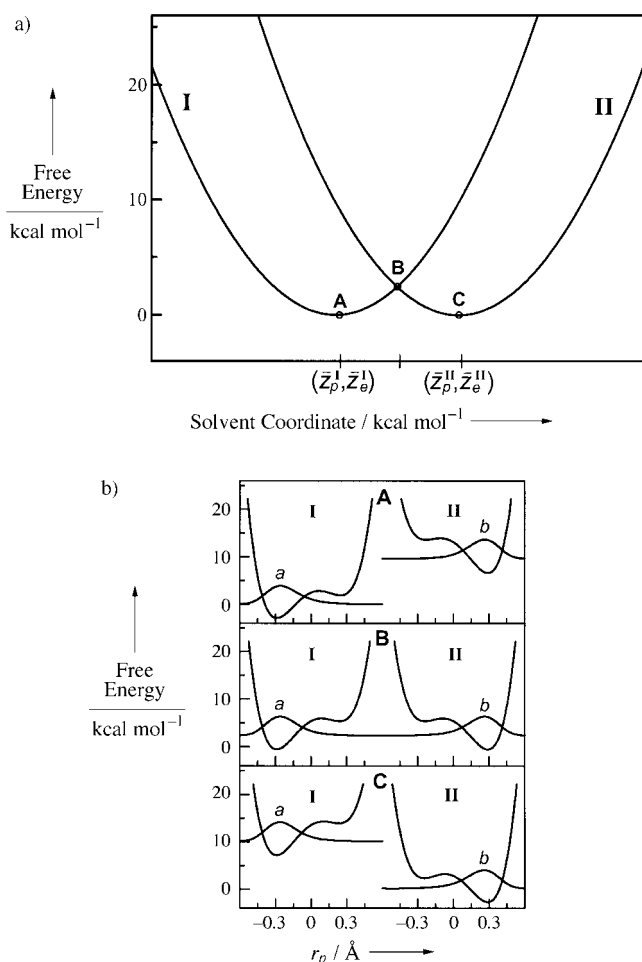 a)
20
10
0
Free
Energy
kcal mol⁻¹
I
II
A
B
C
(z̄ₚᴵ, z̄ₑᴵ)
(z̄ₚᴵᴵ, z̄ₑᴵᴵ)
Solvent Coordinate / kcal mol⁻¹
b)
Free
Energy
kcal mol⁻¹
20
10
0
I
A
II
a
b
20
10
0
I
B
II
a
b
20
10
0
I
C
II
a
b
−0.3 0 0.3 −0.3 0 0.3
rₚ / Å